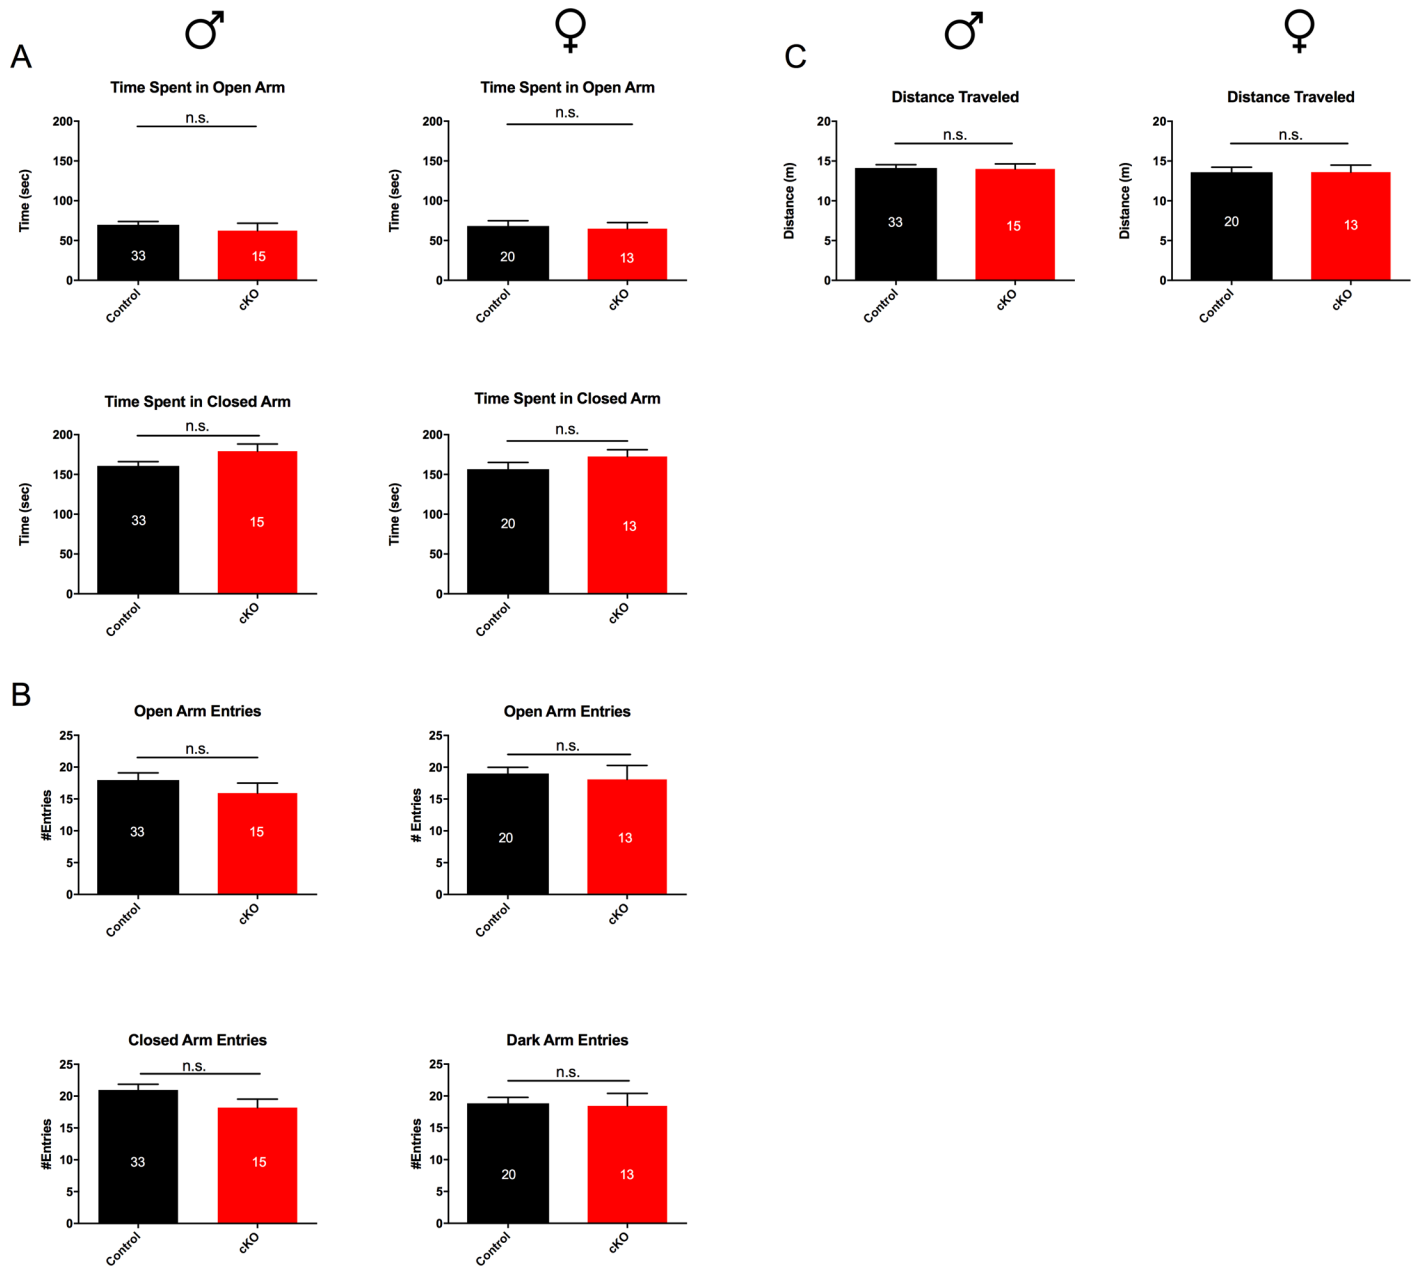 ♂ ♀ ♂ ♀
A
Time Spent in Open Arm
n.s.
200
150
100
50
0
Time (sec)
33
15
Control
cKO
Time Spent in Open Arm
n.s.
200
150
100
50
0
Time (sec)
20
13
Control
cKO
C
Distance Traveled
n.s.
20
15
10
5
0
Distance (m)
33
15
Control
cKO
Distance Traveled
n.s.
20
15
10
5
0
Distance (m)
20
13
Control
cKO
Time Spent in Closed Arm
n.s.
200
150
100
50
0
Time (sec)
33
15
Control
cKO
Time Spent in Closed Arm
n.s.
200
150
100
50
0
Time (sec)
20
13
Control
cKO
B
Open Arm Entries
n.s.
25
20
15
10
5
0
#Entries
33
15
Control
cKO
Open Arm Entries
n.s.
25
20
15
10
5
0
# Entries
20
13
Control
cKO
Closed Arm Entries
n.s.
25
20
15
10
5
0
#Entries
33
15
Control
cKO
Dark Arm Entries
n.s.
25
20
15
10
5
0
#Entries
20
13
Control
cKO